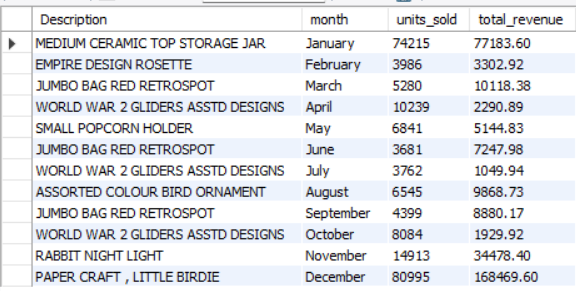 Description month units_sold total_revenue
MEDIUM CERAMIC TOP STORAGE JAR January 74215 77183.60
EMPIRE DESIGN ROSETTE February 3986 3302.92
JUMBO BAG RED RETROSPOT March 5280 10118.38
WORLD WAR 2 GLIDERS ASSTD DESIGNS April 10239 2290.89
SMALL POPCORN HOLDER May 6841 5144.83
JUMBO BAG RED RETROSPOT June 3681 7247.98
WORLD WAR 2 GLIDERS ASSTD DESIGNS July 3762 1049.94
ASSORTED COLOUR BIRD ORNAMENT August 6545 9868.73
JUMBO BAG RED RETROSPOT September 4399 8880.17
WORLD WAR 2 GLIDERS ASSTD DESIGNS October 8084 1929.92
RABBIT NIGHT LIGHT November 14913 34478.40
PAPER CRAFT , LITTLE BIRDIE December 80995 168469.60